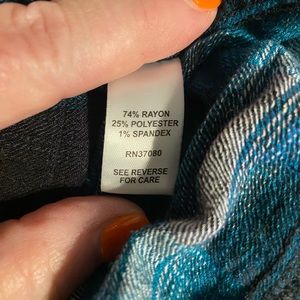 74% RAYON
25% POLYESTER
1% SPANDEX
RN37080
SEE REVERSE
FOR CARE